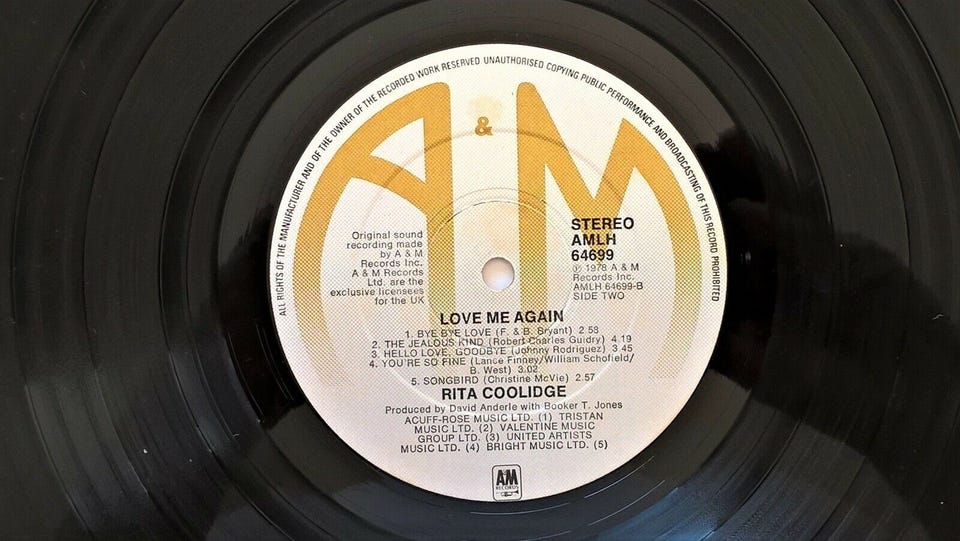 ALL RIGHTS OF THE MANUFACTURER AND OF THE OWNER OF THE RECORDED WORK RESERVED UNAUTHORISED COPYING PUBLIC PERFORMANCE AND BROADCASTING OF THIS RECORD PROHIBITED
A & M
Original sound
recording made
by A & M
Records Inc.
A & M Records
Ltd. are the
exclusive licensees
for the UK
STEREO
AMLH
64699
℗ 1978 A & M
Records Inc.
AMLH 64699-B
SIDE TWO
LOVE ME AGAIN
1. BYE BYE LOVE (F. & B. Bryant) 2.58
2. THE JEALOUS KIND (Robert Charles Guidry) 4.19
3. HELLO LOVE, GOODBYE (Johnny Rodriguez) 3.45
4. YOU'RE SO FINE (Lance Finney/William Schofield/
B. West) 3.02
5. SONGBIRD (Christine McVie) 2.57
RITA COOLIDGE
Produced by David Anderle with Booker T. Jones
ACUFF-ROSE MUSIC LTD. (1) TRISTAN
MUSIC LTD. (2) VALENTINE MUSIC
GROUP LTD. (3) UNITED ARTISTS
MUSIC LTD. (4) BRIGHT MUSIC LTD. (5)
A&M
RECORDS